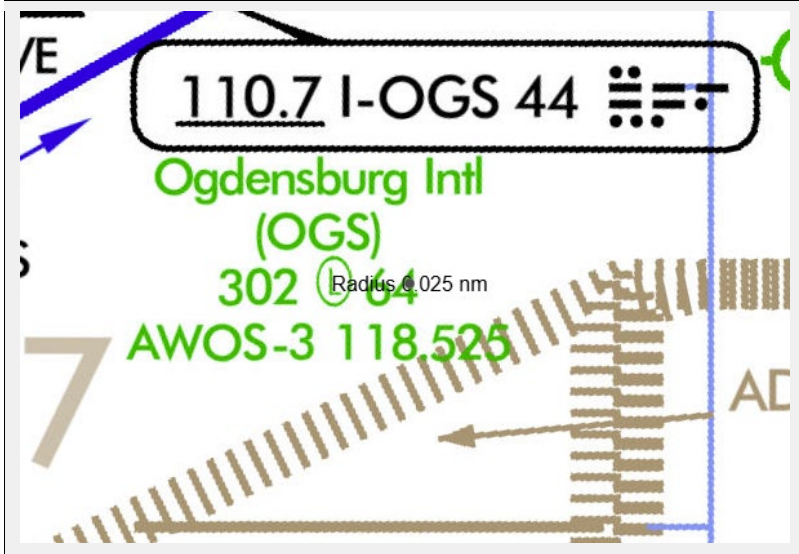 VE
110.7 I-OGS 44
Ogdensburg Intl
(OGS)
S
302 L 64
Radius 0.025 nm
AWOS-3 118.525
7
AD